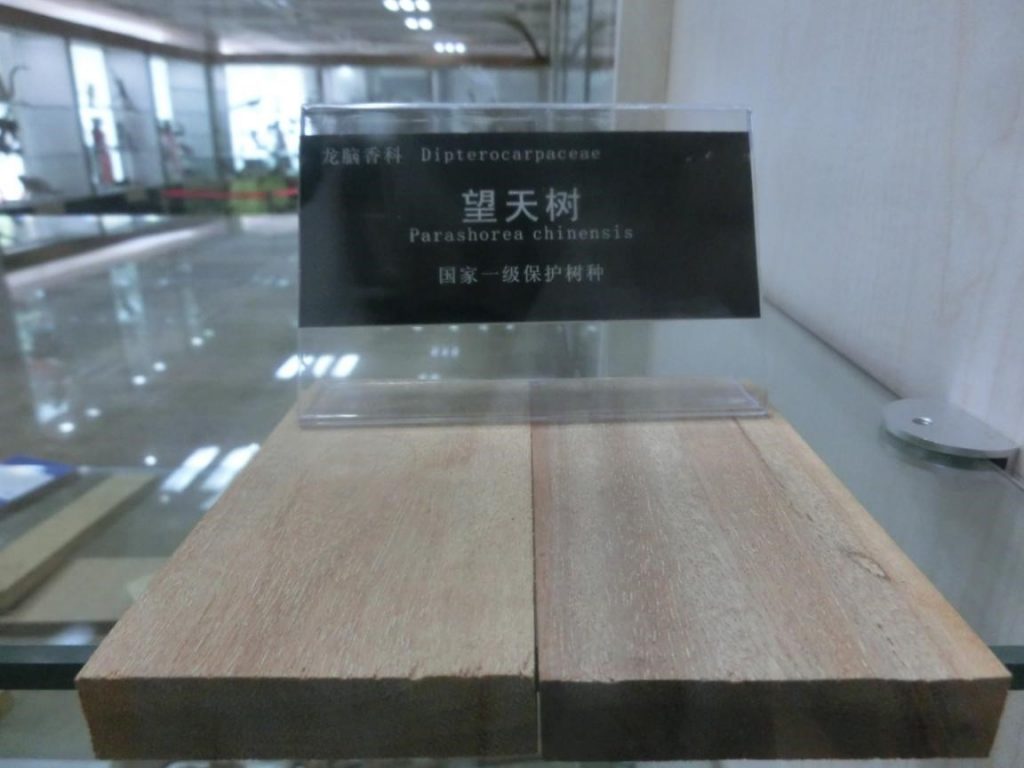 龙脑香科 Dipterocarpaceae
望天树
Parashorea chinensis
国家一级保护树种